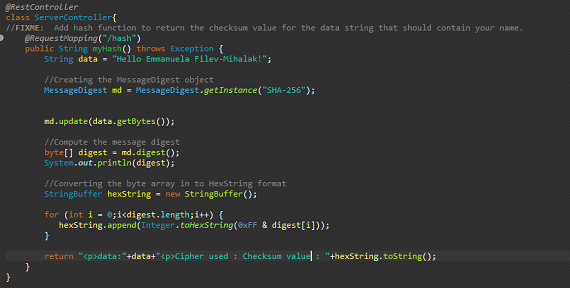 @RestController
class ServerController{
//FIXME:  Add hash function to return the checksum value for the data string that should contain your name.
@RequestMapping("/hash")
public String myHash() throws Exception {
String data = "Hello Emmanuela Filev-Mihalak!";
//Creating the MessageDigest object
MessageDigest md = MessageDigest.getInstance("SHA-256");
md.update(data.getBytes());
//Compute the message digest
byte[] digest = md.digest();
System.out.println(digest);
//Converting the byte array in to HexString format
StringBuffer hexString = new StringBuffer();
for (int i = 0;i<digest.length;i++) {
hexString.append(Integer.toHexString(0xFF & digest[i]));
}
return "<p>data:"+data+"<p>Cipher used : Checksum value : "+hexString.toString();
}
}